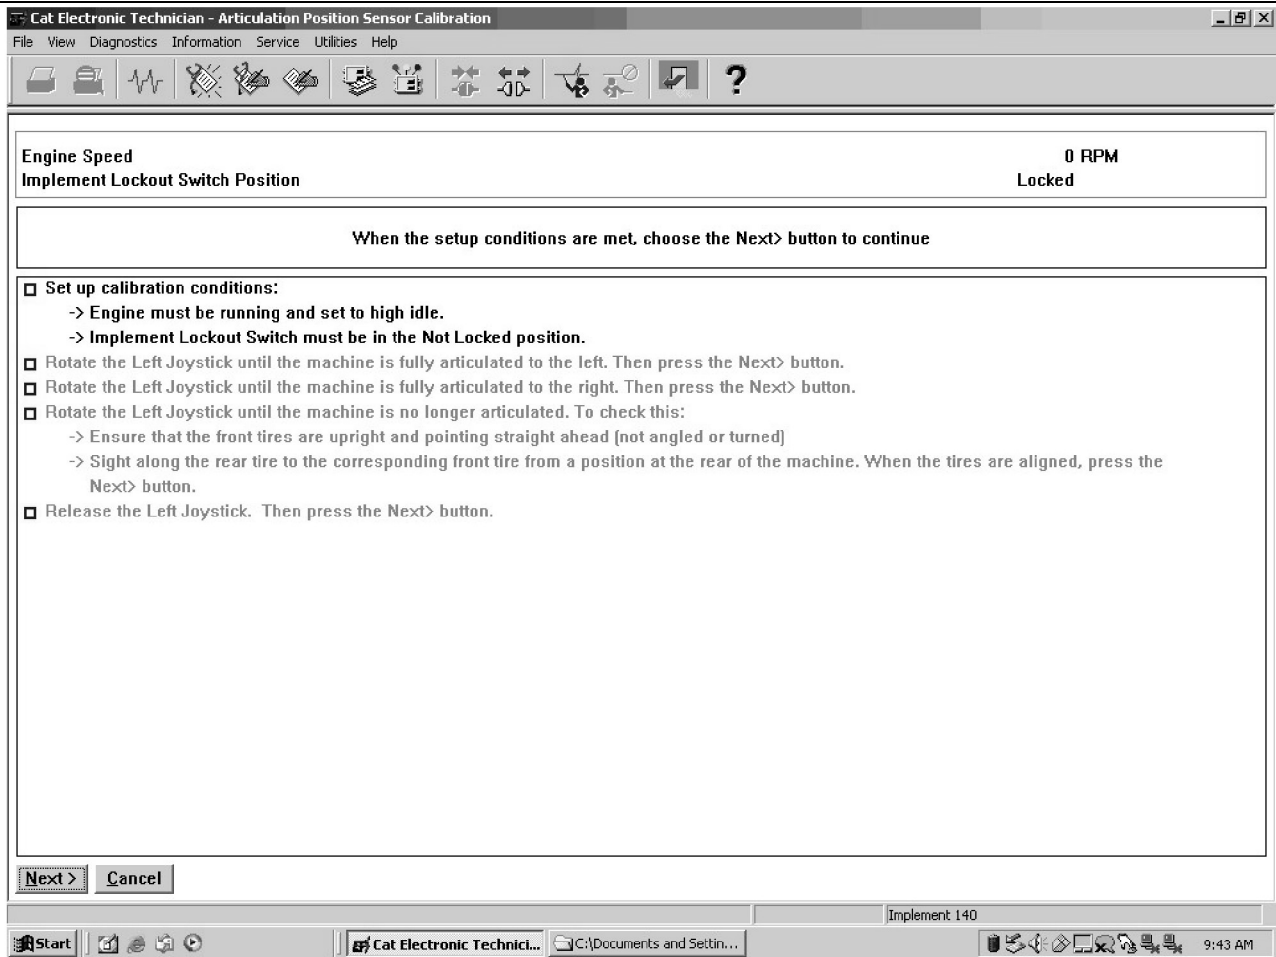 Cat Electronic Technician - Articulation Position Sensor Calibration
File View Diagnostics Information Service Utilities Help
?
Engine Speed 0 RPM
Implement Lockout Switch Position Locked
When the setup conditions are met, choose the Next> button to continue
Set up calibration conditions:
-> Engine must be running and set to high idle.
-> Implement Lockout Switch must be in the Not Locked position.
Rotate the Left Joystick until the machine is fully articulated to the left. Then press the Next> button.
Rotate the Left Joystick until the machine is fully articulated to the right. Then press the Next> button.
Rotate the Left Joystick until the machine is no longer articulated. To check this:
-> Ensure that the front tires are upright and pointing straight ahead (not angled or turned)
-> Sight along the rear tire to the corresponding front tire from a position at the rear of the machine. When the tires are aligned, press the
Next> button.
Release the Left Joystick. Then press the Next> button.
Next > Cancel
Implement 140
Start Cat Electronic Technici... C:\Documents and Settin... 9:43 AM